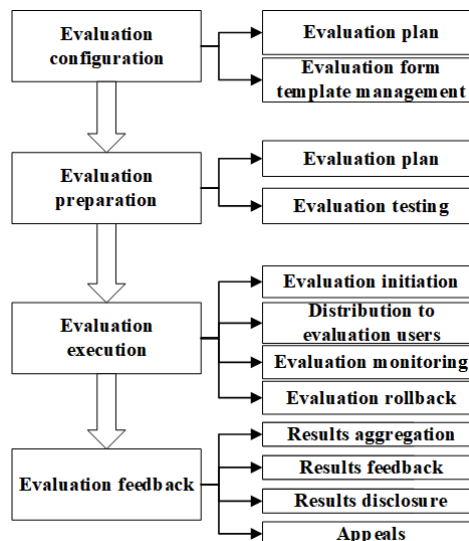 Evaluation
configuration
Evaluation plan
Evaluation form
template management
Evaluation
preparation
Evaluation plan
Evaluation testing
Evaluation
execution
Evaluation initiation
Distribution to
evaluation users
Evaluation monitoring
Evaluation rollback
Evaluation feedback
Results aggregation
Results feedback
Results disclosure
Appeals